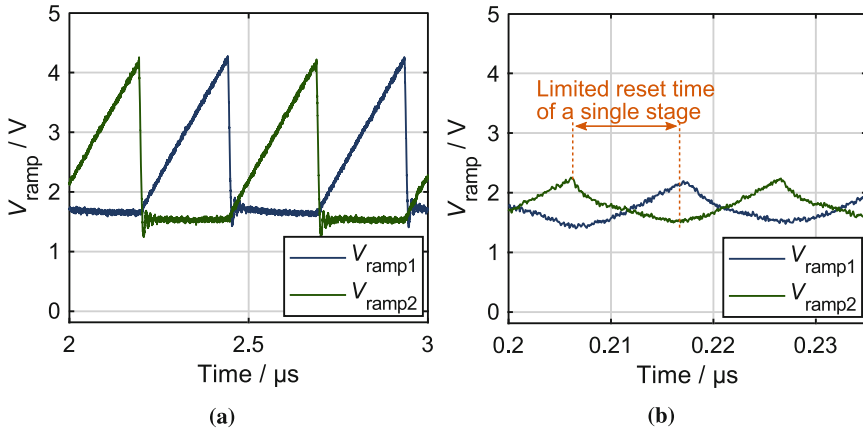 5
4
3
2
1
0
V_ramp / V
V_ramp1
V_ramp2
2
2.5
3
Time / µs
(a)
5
4
3
2
1
0
V_ramp / V
Limited reset time
of a single stage
V_ramp1
V_ramp2
0.2
0.21
0.22
0.23
Time / µs
(b)